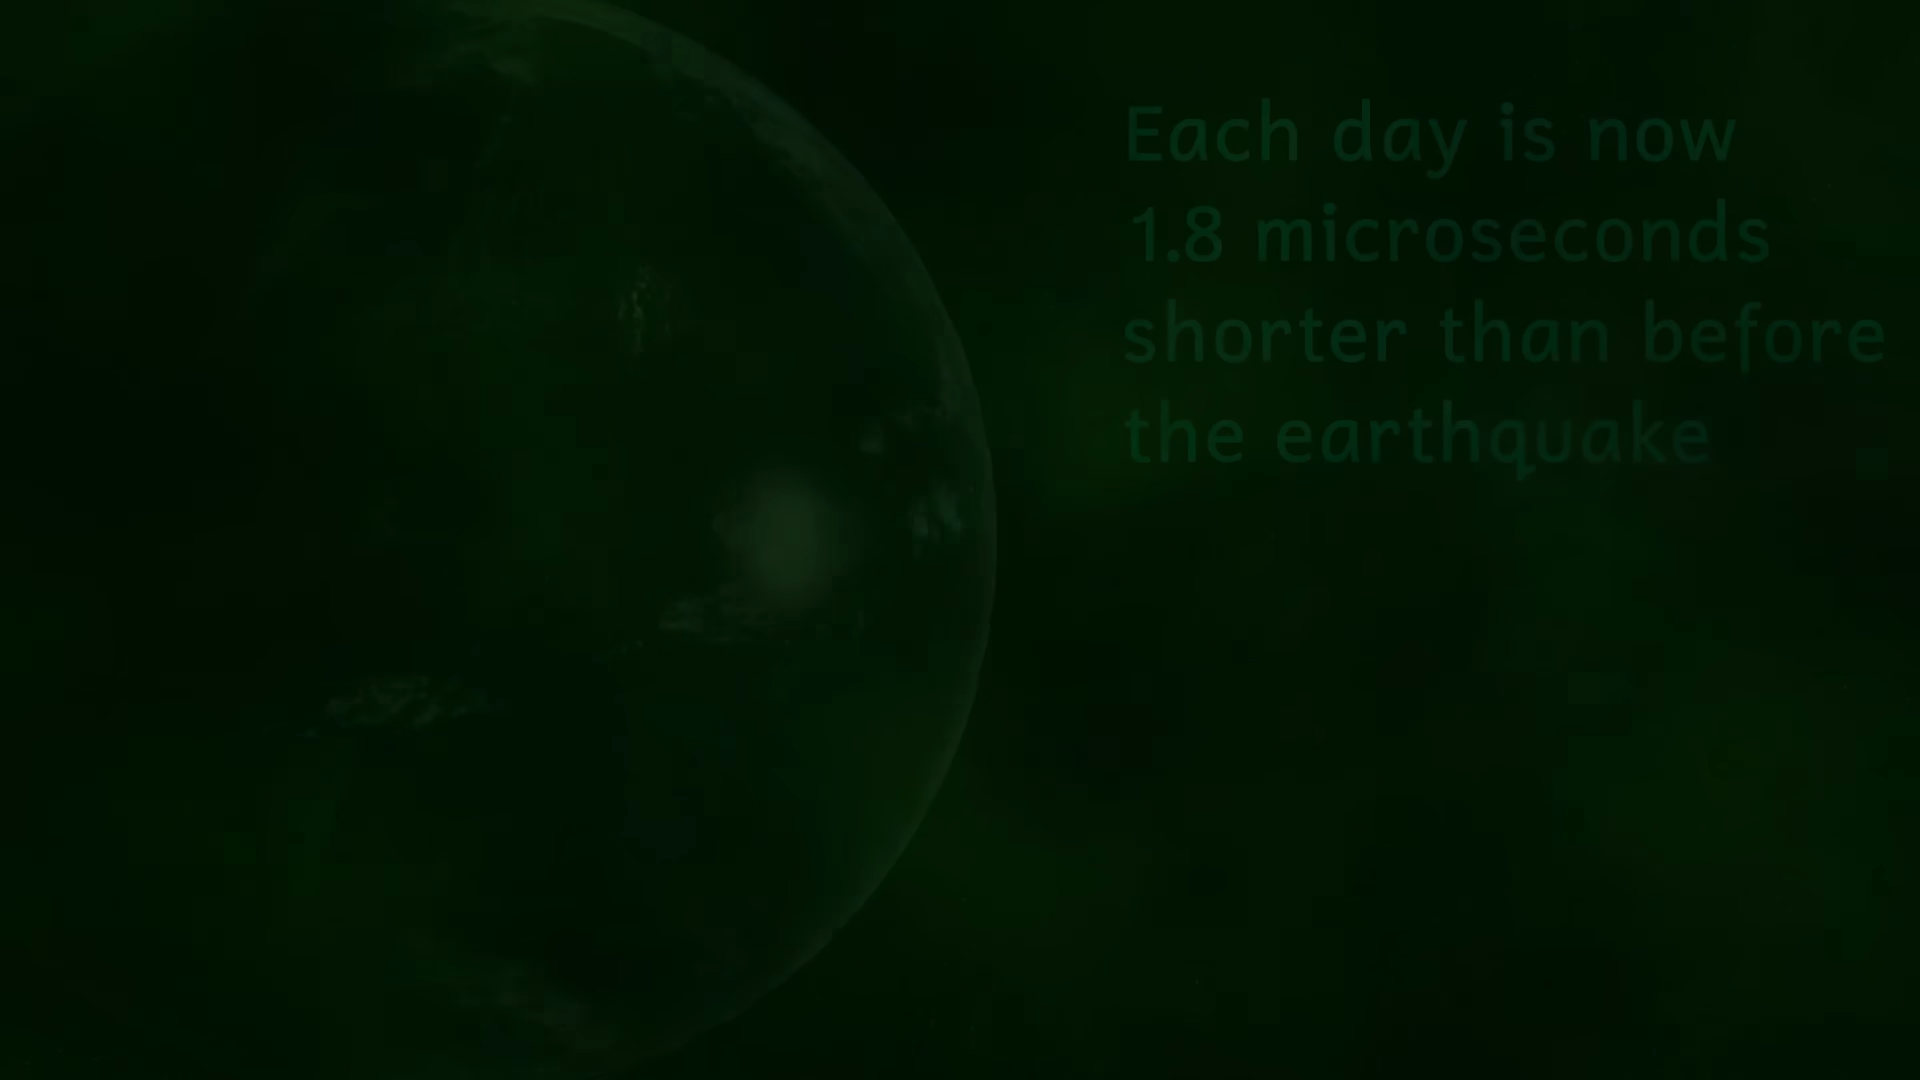 Each day is now
1.8 microseconds
shorter than before
the earthquake